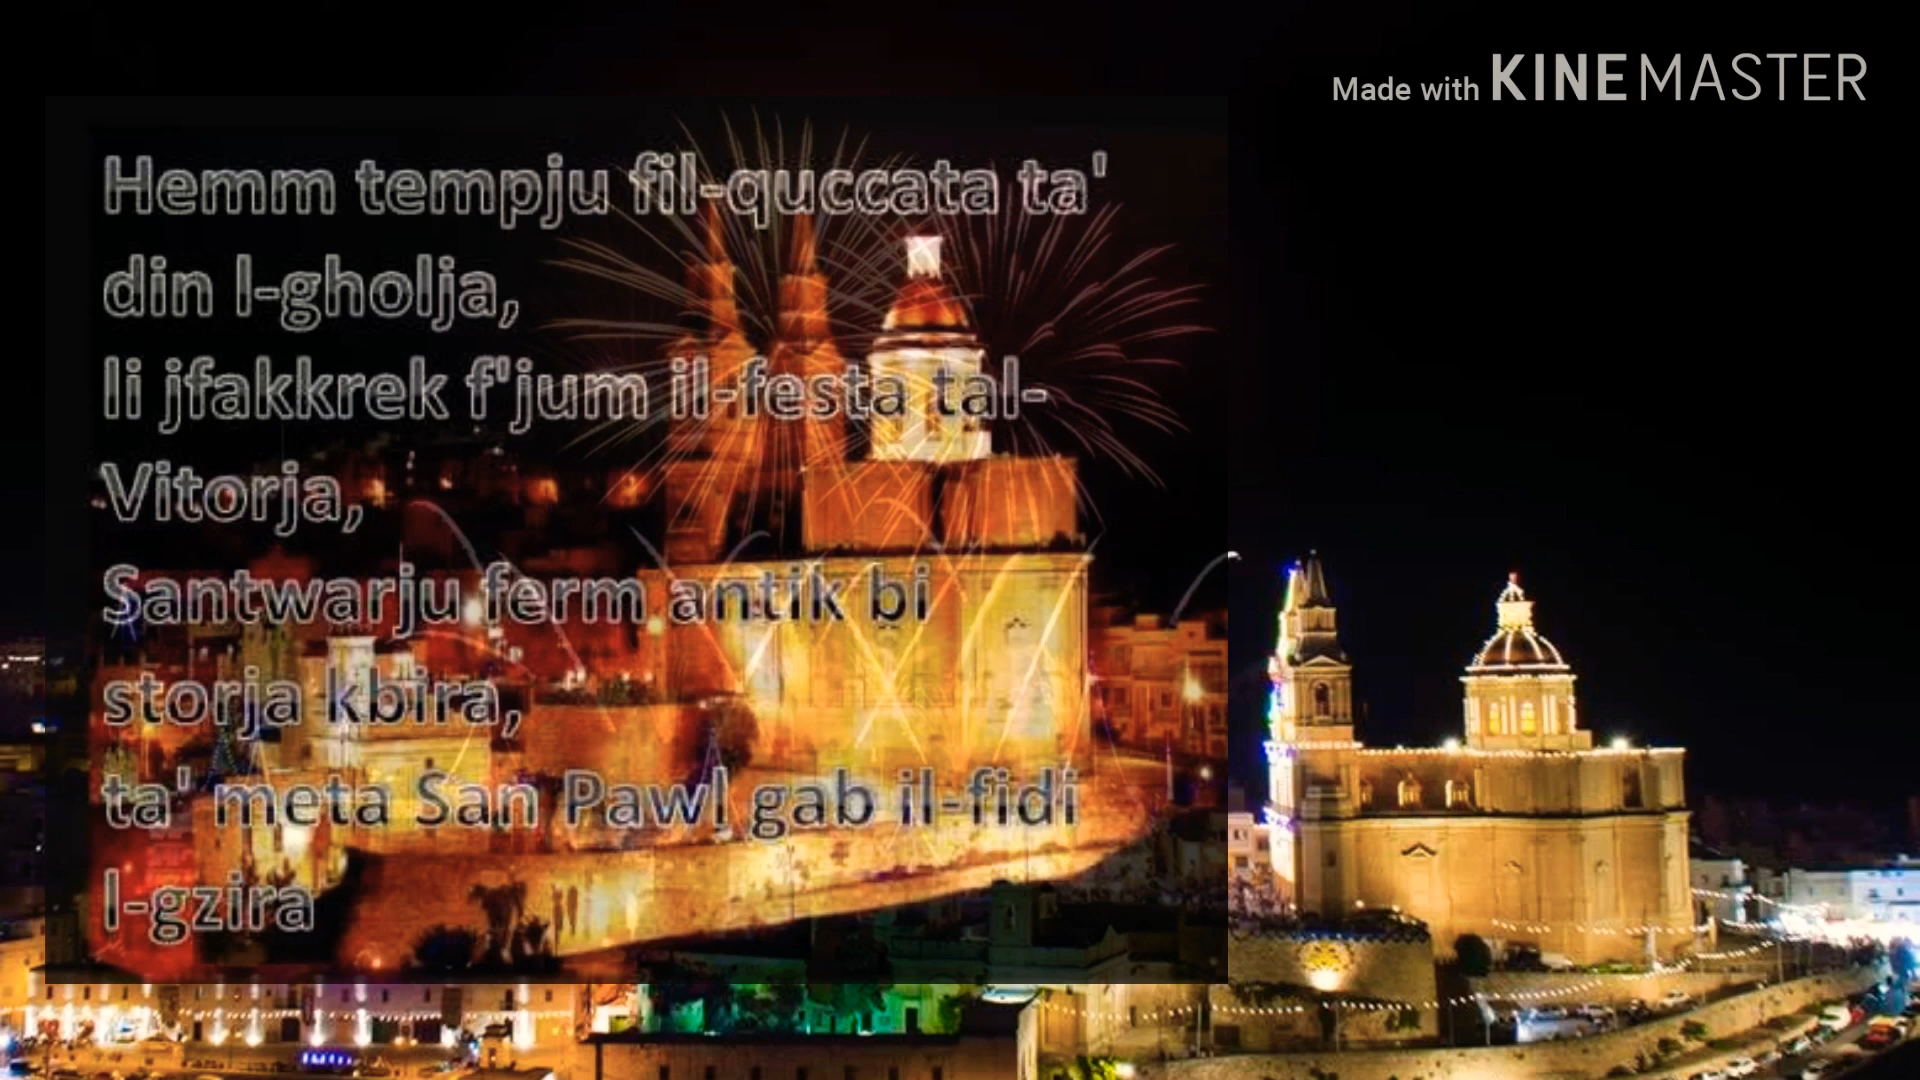 Made with KINEMASTER
Hemm tempju fil-quccata ta'
din l-gholja,
li jfakkrek f'jum il-festa tal-
Vitorja,
Santwarju ferm antik bi
storja kbira,
ta' meta San Pawl gab il-fidi
l-gzira